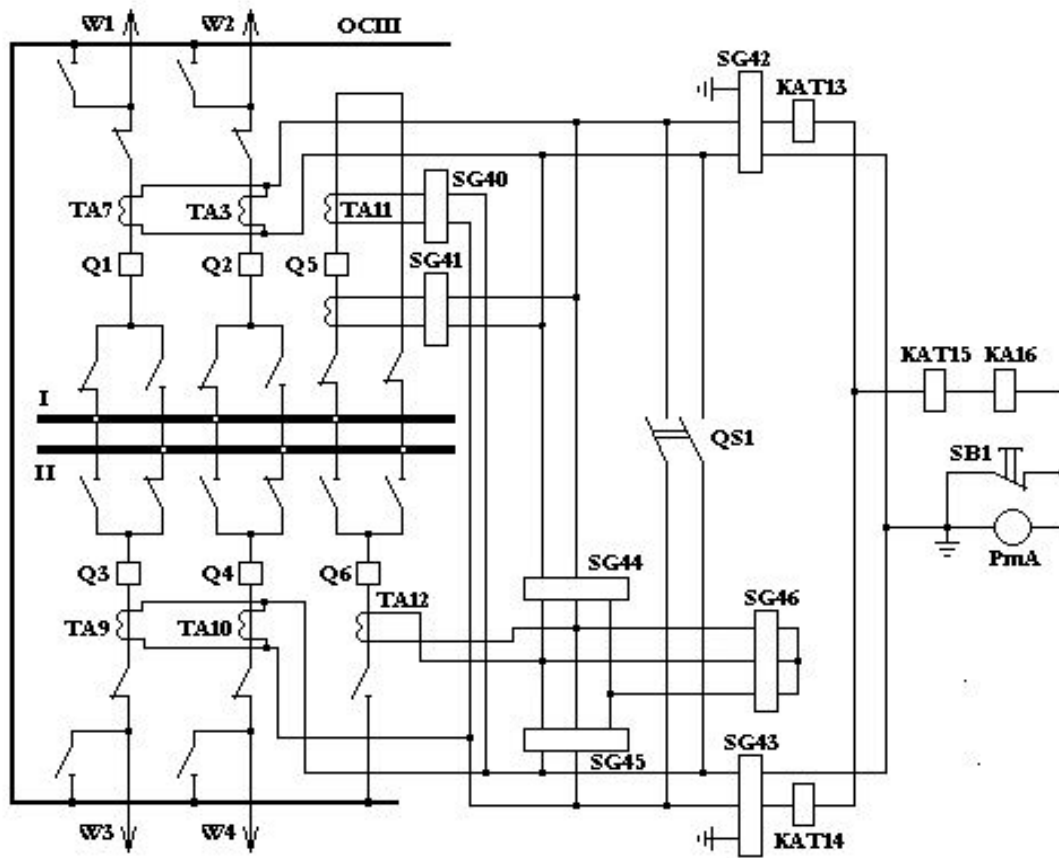 W1 W2 ОСШ SG42
KAT13
SG40
TA7 TA3 TA11
SG41
Q1 Q2 Q5
KAT15 KA16
I
QS1
SB1
II
Q3 Q4 Q6 SG44 PmA
TA12 SG46
TA9 TA10
SG43
SG45
W3 W4 KAT14